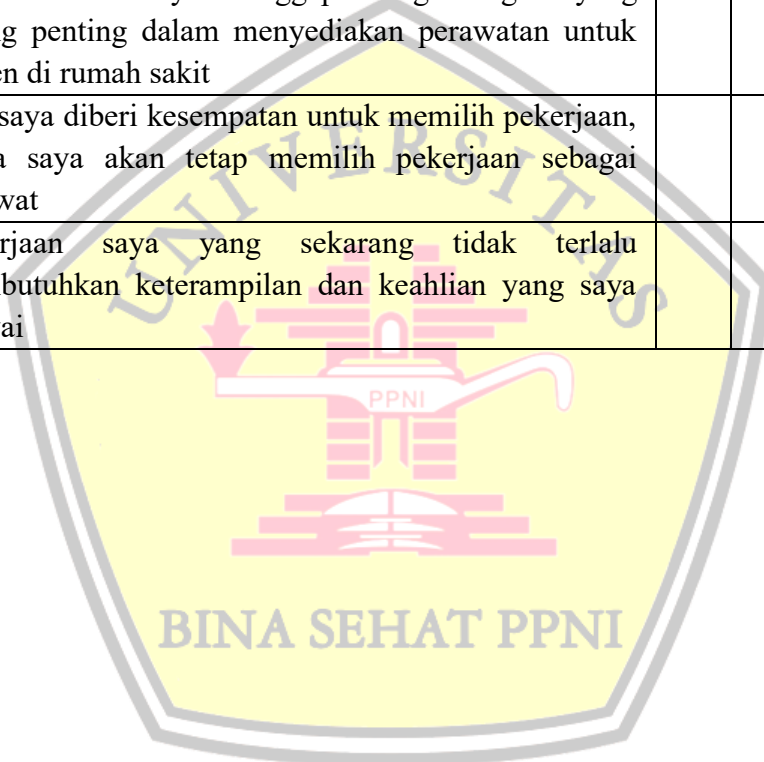 ng penting dalam menyediakan perawatan untuk
en di rumah sakit
saya diberi kesempatan untuk memilih pekerjaan,
a saya akan tetap memilih pekerjaan sebagai
wat
rjaan saya yang sekarang tidak terlalu
butuhkan keterampilan dan keahlian yang saya
ai
UNIVERSITAS
PPNI
BINA SEHAT PPNI